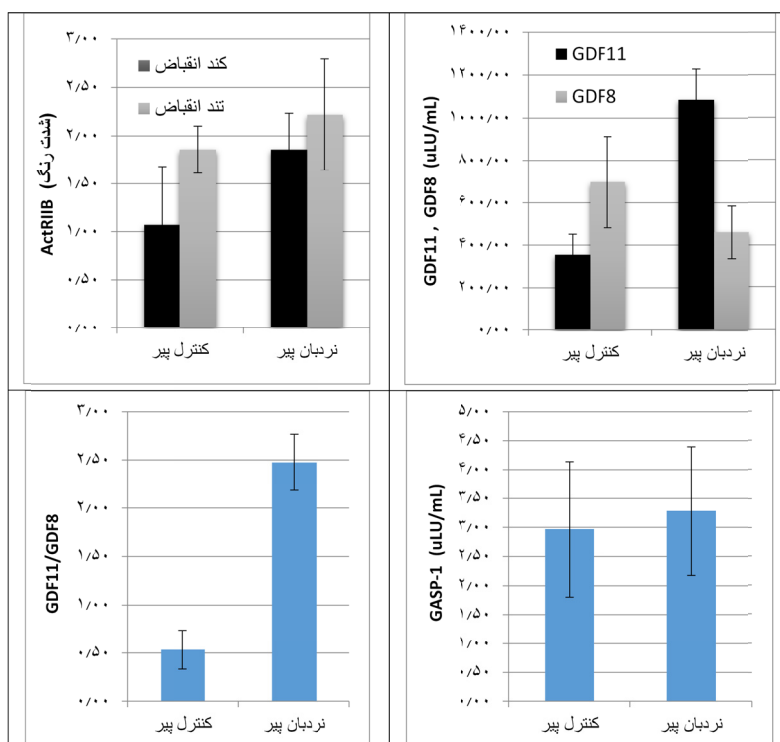 ActRIIB (شدت رنگ)
۳/۰۰
۲/۵۰
۲/۰۰
۱/۵۰
۱/۰۰
۰/۵۰
۰/۰۰
کند انقباض
تند انقباض
کنترل پیر
نردبان پیر
GDF11 , GDF8 (uLU/mL)
۱۴۰۰/۰۰
۱۲۰۰/۰۰
۱۰۰۰/۰۰
۸۰۰/۰۰
۶۰۰/۰۰
۴۰۰/۰۰
۲۰۰/۰۰
۰/۰۰
GDF11
GDF8
کنترل پیر
نردبان پیر
GDF11/GDF8
۳/۰۰
۲/۵۰
۲/۰۰
۱/۵۰
۱/۰۰
۰/۵۰
۰/۰۰
کنترل پیر
نردبان پیر
GASP-1 (uLU/mL)
۵/۰۰
۴/۵۰
۴/۰۰
۳/۵۰
۳/۰۰
۲/۵۰
۲/۰۰
۱/۵۰
۱/۰۰
۰/۵۰
۰/۰۰
کنترل پیر
نردبان پیر